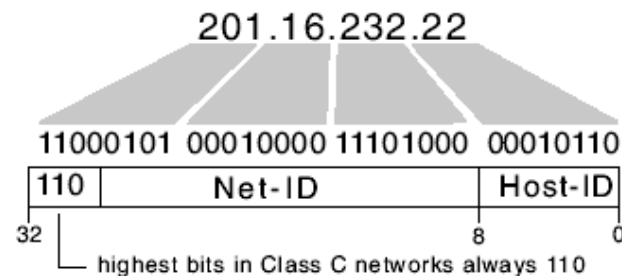 201.16.232.22
11000101 00010000 11101000 00010110
110 Net-ID Host-ID
32 8 0
highest bits in Class C networks always 110